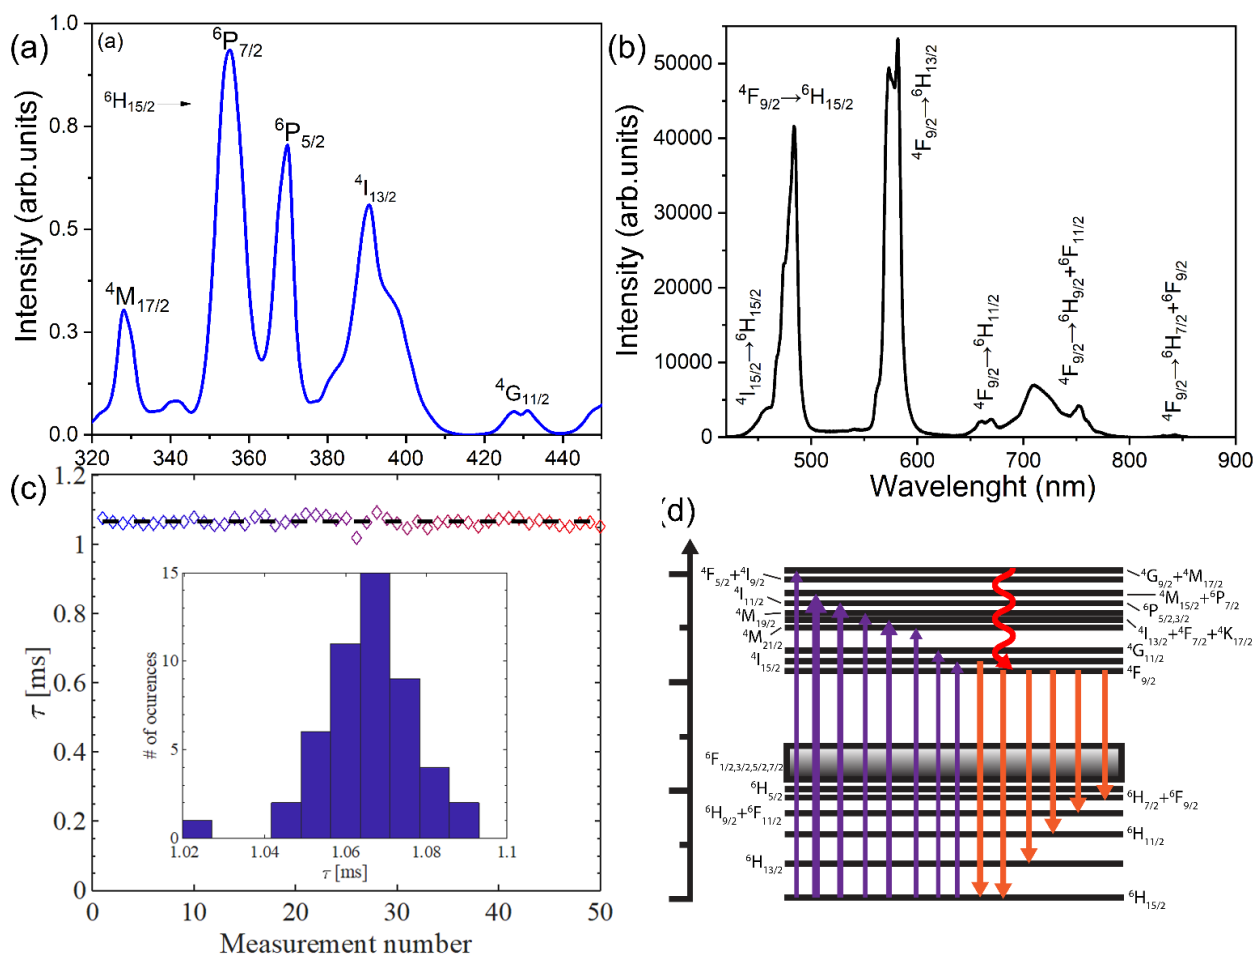 (a)
(a)
1.0
0.8
0.5
0.3
0.0
Intensity (arb.units)
⁶P₇/₂
⁶H₁₅/₂
⁶P₅/₂
⁴I₁₃/₂
⁴M₁₇/₂
⁴G₁₁/₂
320 340 360 380 400 420 440
(b)
50000
40000
30000
20000
10000
0
Intensity (arb.units)
⁴I₁₅/₂→⁶H₁₅/₂
⁴F₉/₂→⁶H₁₅/₂
⁴F₉/₂→⁶H₁₃/₂
⁴F₉/₂→⁶H₁₁/₂
⁴F₉/₂→⁶H₉/₂+⁶F₁₁/₂
⁴F₉/₂→⁶H₇/₂+⁶F₉/₂
500 600 700 800 900
Wavelenght (nm)
(c)
1.2
1
0.8
0.6
0.4
0.2
0
τ [ms]
15
10
5
0
# of ocurences
1.02 1.04 1.06 1.08 1.1
τ [ms]
0 10 20 30 40 50
Measurement number
(d)
⁴F₅/₂+⁴I₉/₂
⁴I₁₁/₂
⁴M₁₉/₂
⁴M₂₁/₂
⁴I₁₅/₂
⁶F₁/₂,₃/₂,₅/₂,₇/₂
⁶H₅/₂
⁶H₉/₂+⁶F₁₁/₂
⁶H₁₃/₂
⁴G₉/₂+⁴M₁₇/₂
⁴M₁₅/₂+⁶P₇/₂
⁶P₅/₂,₃/₂
⁴I₁₃/₂+⁴F₇/₂+⁴K₁₇/₂
⁴G₁₁/₂
⁴F₉/₂
⁶H₇/₂+⁶F₉/₂
⁶H₁₁/₂
⁶H₁₅/₂